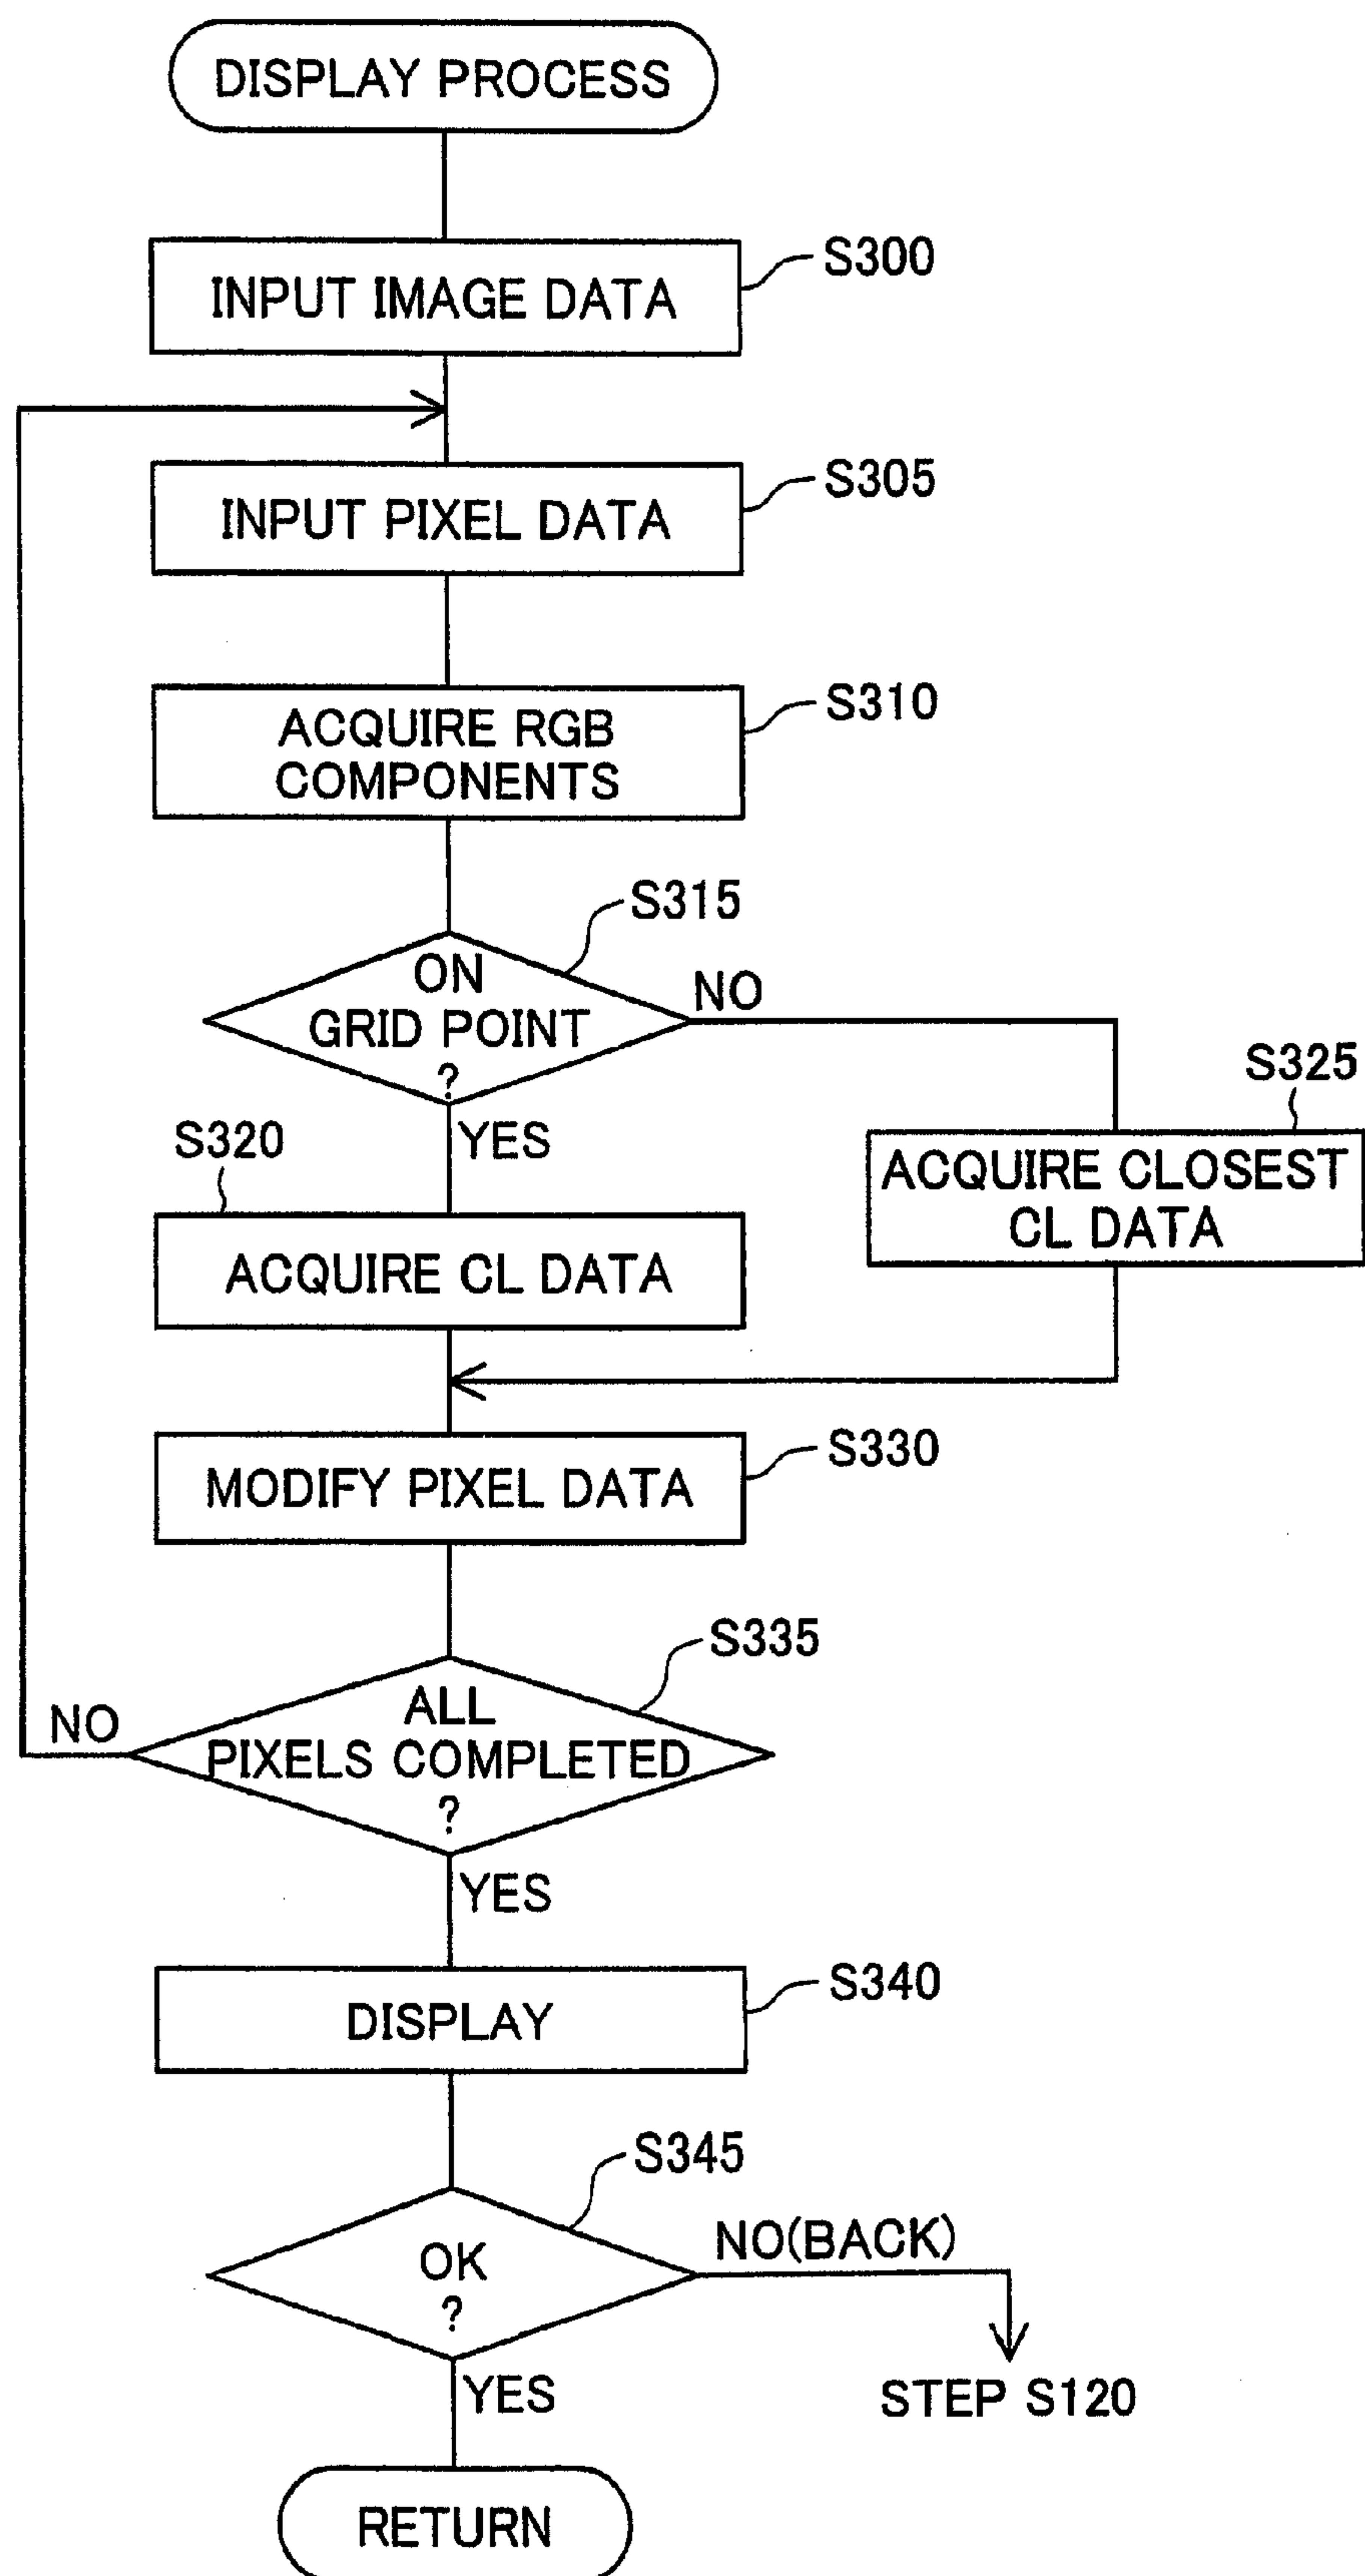 DISPLAY PROCESS
S300
INPUT IMAGE DATA
S305
INPUT PIXEL DATA
S310
ACQUIRE RGB
COMPONENTS
S315
ON
GRID POINT
?
NO
YES
S320
ACQUIRE CL DATA
S325
ACQUIRE CLOSEST
CL DATA
S330
MODIFY PIXEL DATA
S335
ALL
PIXELS COMPLETED
?
NO
YES
S340
DISPLAY
S345
OK
?
NO(BACK)
STEP S120
YES
RETURN